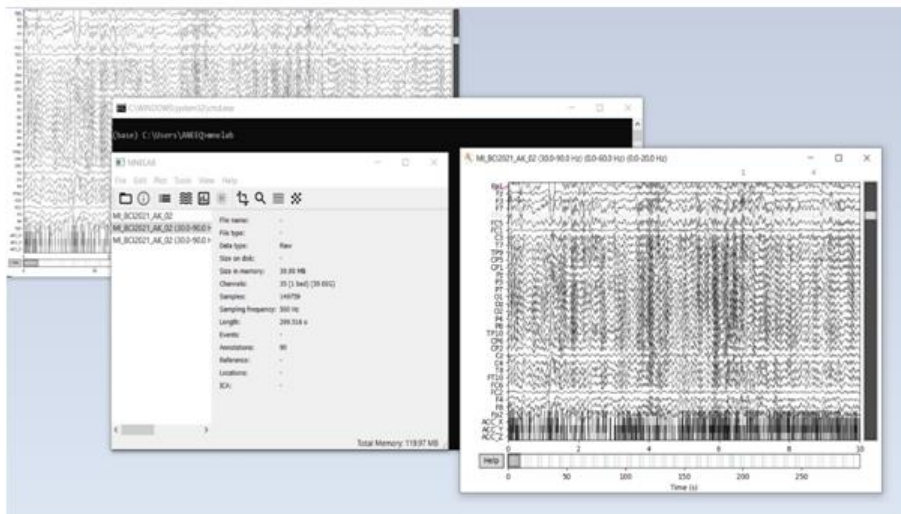 C:\WINDOWS\system32\cmd.exe
(base) C:\Users\ANEEQ>mnelab
MNELAB
File Edit Plot Tools View Help
MI_BCI2021_AK_02
MI_BCI2021_AK_02 (30.0-90.0 H
MI_BCI2021_AK_02 (30.0-90.0 H
File name: -
File type: -
Data type: Raw
Size on disk: -
Size in memory: 39.99 MB
Channels: 35 (1 bad) (35 EEG)
Samples: 149759
Sampling frequency: 500 Hz
Length: 299.516 s
Events: -
Annotations: 90
Reference: -
Locations: -
ICA: -
Total Memory: 119.97 MB
MI_BCI2021_AK_02 (30.0-90.0 Hz) (0.0-60.0 Hz) (0.0-20.0 Hz)
Fp1
Fz
F3
F7
FC5
FC1
C3
T7
TP9
CP5
CP1
Pz
P3
P7
O1
Oz
O2
P4
P8
TP10
CP6
CP2
Cz
C4
T8
FT10
FC6
FC2
F4
F8
Fp2
ACC_X
ACC_Y
ACC_Z
0 2 4 6 8 10
Help
0 50 100 150 200 250
Time (s)